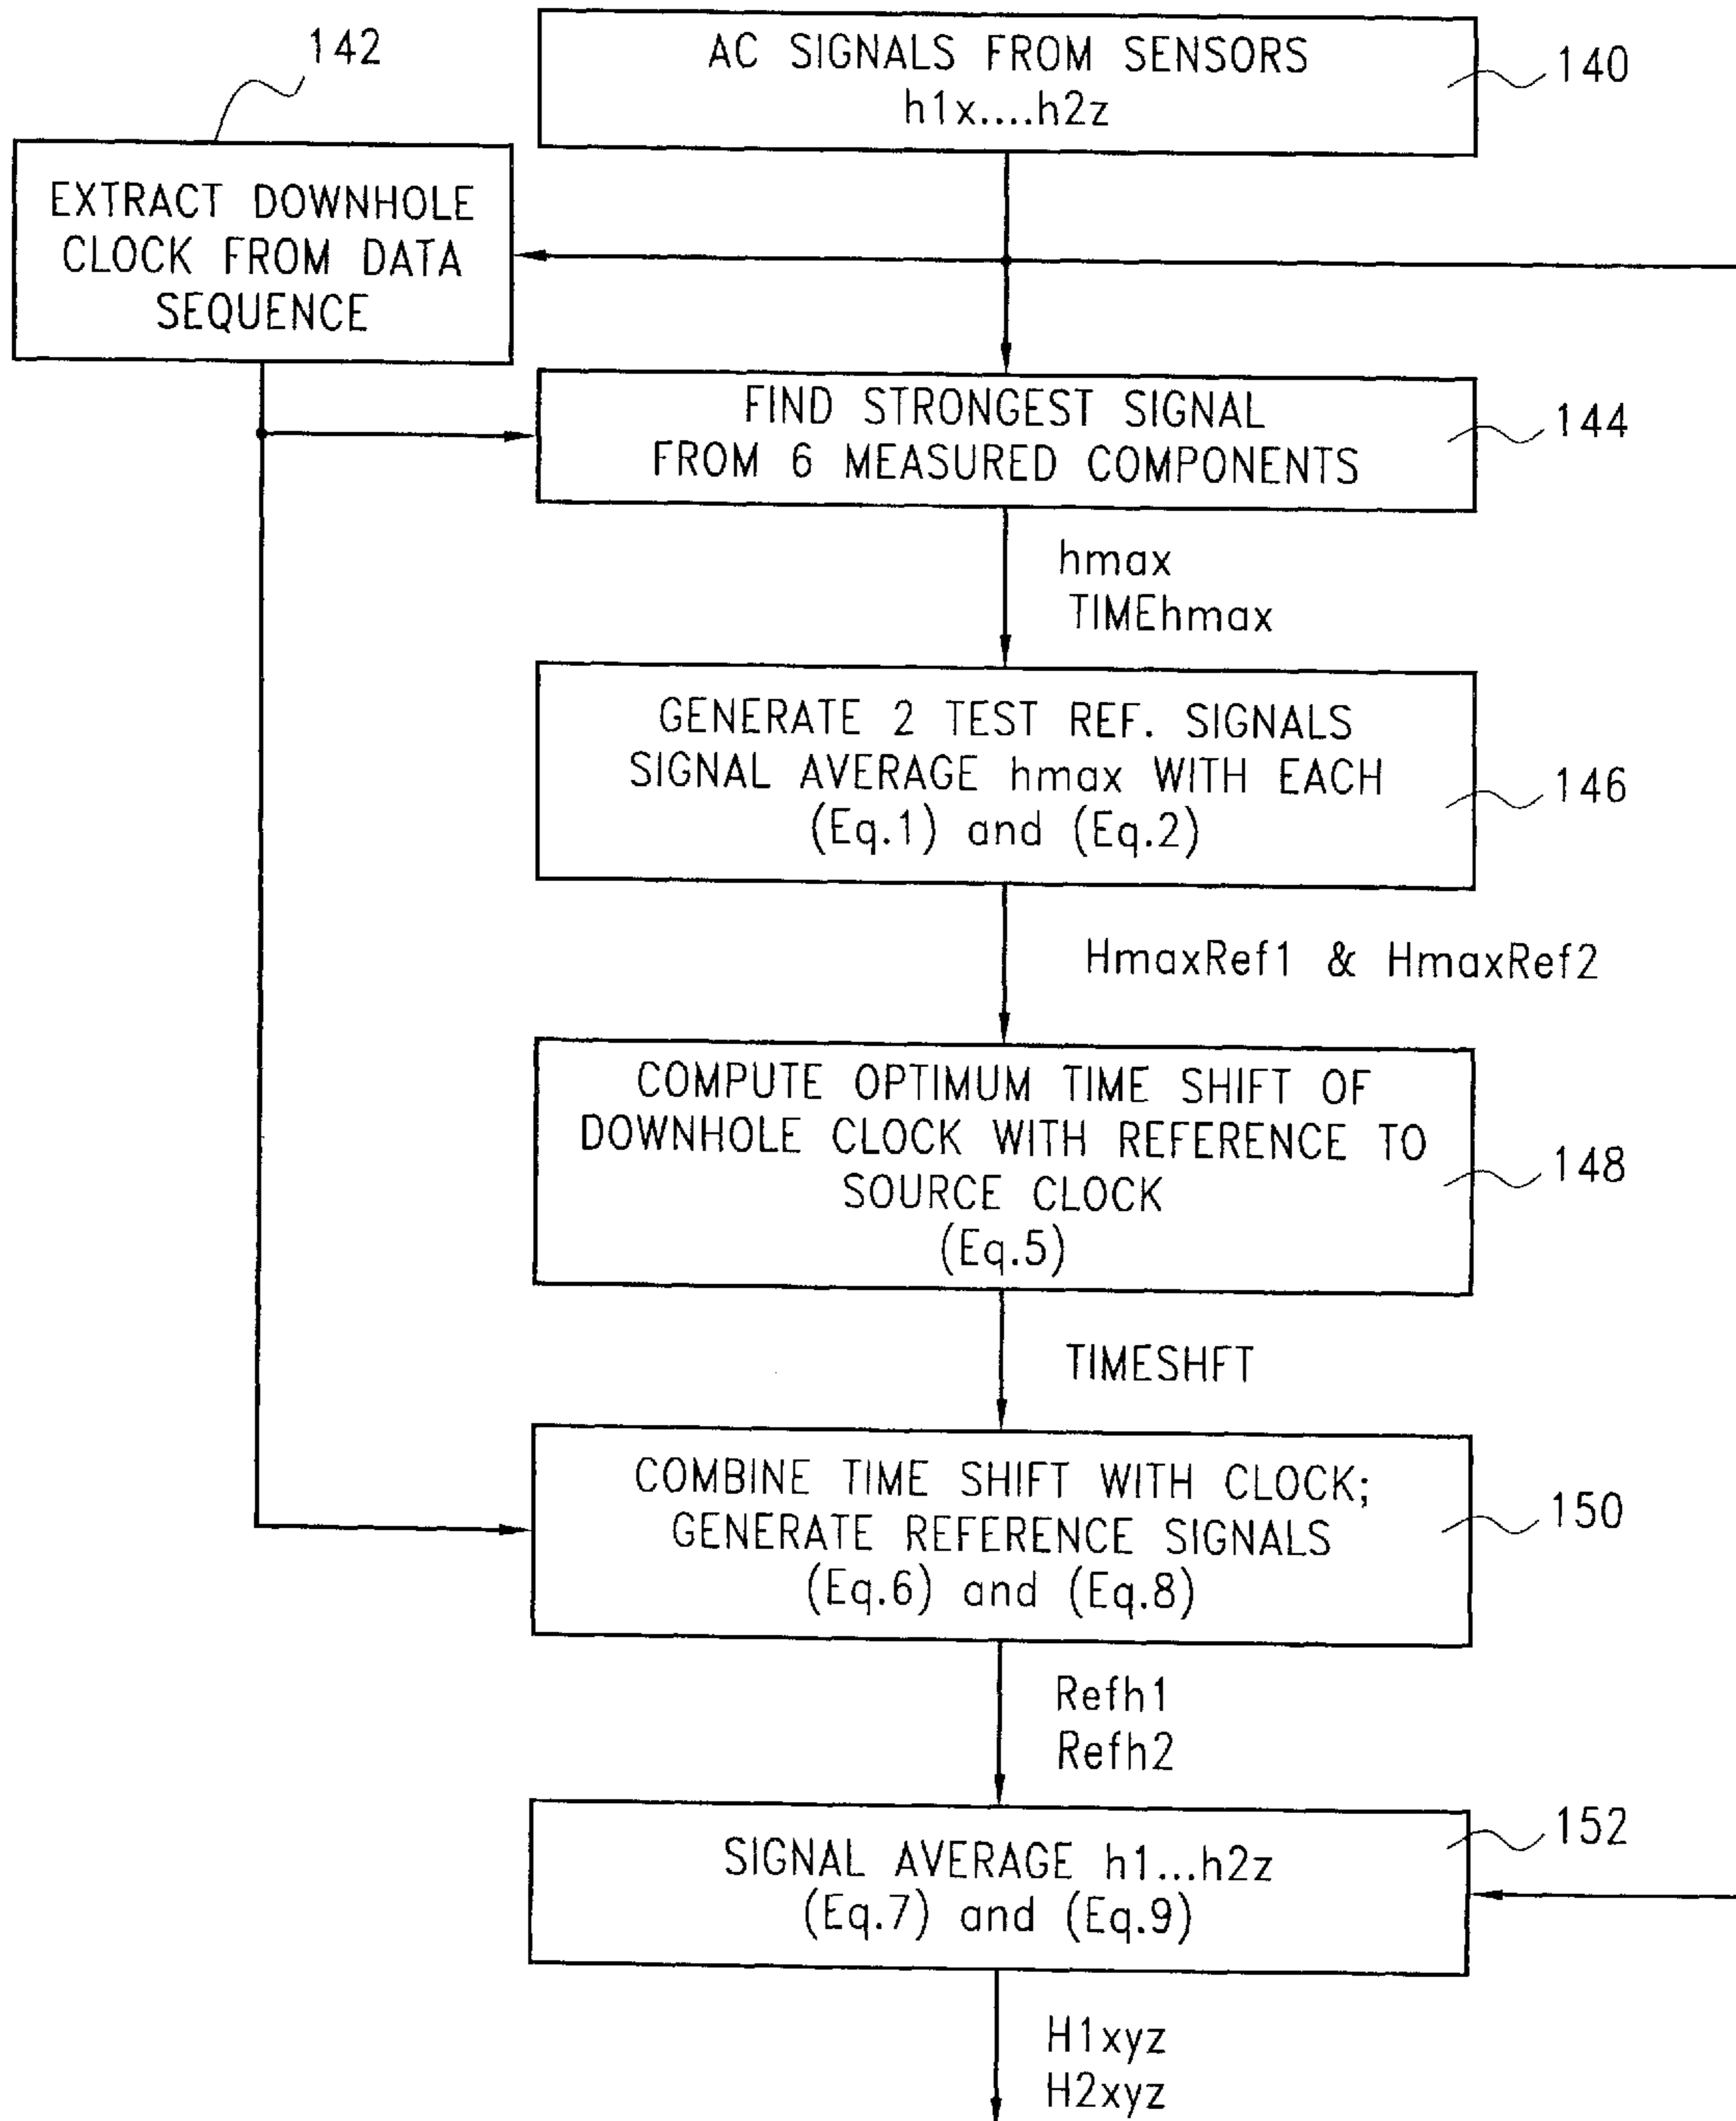 142
AC SIGNALS FROM SENSORS
h1x....h2z
140
EXTRACT DOWNHOLE
CLOCK FROM DATA
SEQUENCE
FIND STRONGEST SIGNAL
FROM 6 MEASURED COMPONENTS
144
hmax
TIMEhmax
GENERATE 2 TEST REF. SIGNALS
SIGNAL AVERAGE hmax WITH EACH
(Eq.1) and (Eq.2)
146
HmaxRef1 & HmaxRef2
COMPUTE OPTIMUM TIME SHIFT OF
DOWNHOLE CLOCK WITH REFERENCE TO
SOURCE CLOCK
(Eq.5)
148
TIMESHFT
COMBINE TIME SHIFT WITH CLOCK;
GENERATE REFERENCE SIGNALS
(Eq.6) and (Eq.8)
150
Refh1
Refh2
SIGNAL AVERAGE h1...h2z
(Eq.7) and (Eq.9)
152
H1xyz
H2xyz